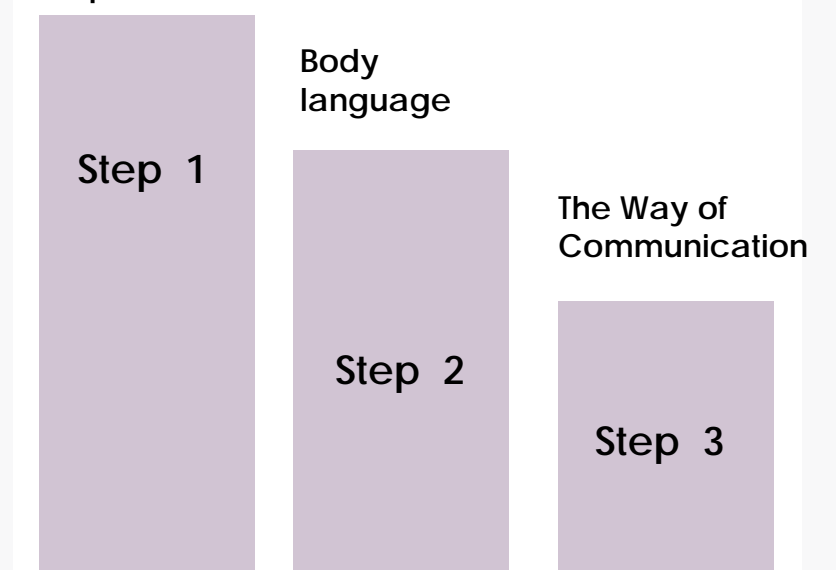 Step 1
Body
language
Step 2
The Way of
Communication
Step 3